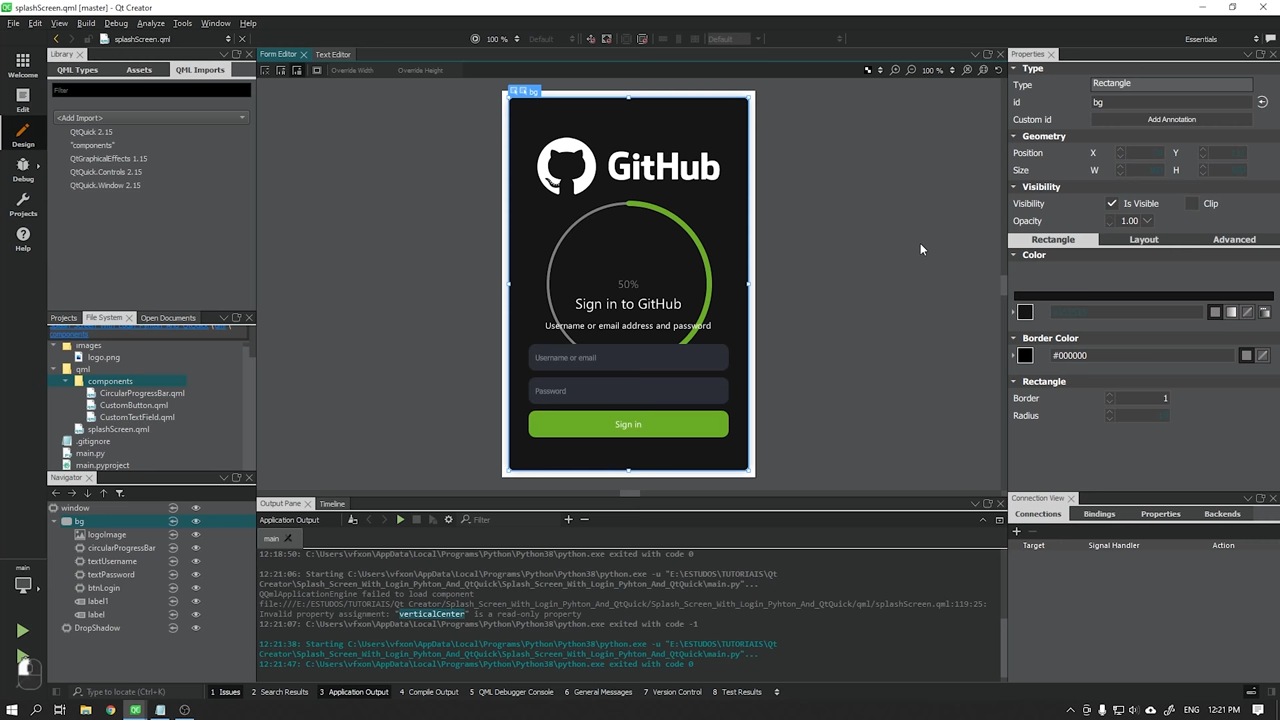 splashScreen.qml [master] - Qt Creator
File Edit View Build Debug Analyze Tools Window Help
splashScreen.qml
100 %
Default
Default
Essentials
Library
Form Editor
Text Editor
Properties
QML Types Assets QML Imports
Override Width Override Height
100 %
Filter
<Add Import>
QtQuick 2.15
"components"
QtGraphicalEffects 1.15
QtQuick.Controls 2.15
QtQuick.Window 2.15
Welcome
Edit
Design
Debug
Projects
Help
bg
GitHub
50%
Sign in to GitHub
Username or email address and password
Username or email
Password
Sign in
Type
Type Rectangle
id bg
Custom id Add Annotation
Geometry
Position X Y
Size W H
Visibility
Visibility Is Visible Clip
Opacity 1.00
Rectangle Layout Advanced
Color
Border Color
#000000
Rectangle
Border 1
Radius
Projects File System Open Documents
components
images
logo.png
qml
components
CircularProgressBar.qml
CustomButton.qml
CustomTextField.qml
splashScreen.qml
.gitignore
main.py
main.pyproject
Navigator
window
bg
logoImage
circularProgressBar
textUsername
textPassword
btnLogin
label1
label
DropShadow
main
Output Pane Timeline
Application Output
Filter
main
12:18:50: C:\Users\vfxon\AppData\Local\Programs\Python\Python38\python.exe exited with code 0
12:21:06: Starting C:\Users\vfxon\AppData\Local\Programs\Python\Python38\python.exe -u "E:\ESTUDOS\TUTORIAIS\Qt
Creator\Splash_Screen_With_Login_Pyhton_And_QtQuick\Splash_Screen_With_Login_Pyhton_And_QtQuick\main.py"...
QQmlApplicationEngine failed to load component
file:///E:/ESTUDOS/TUTORIAIS/Qt Creator/Splash_Screen_With_Login_Pyhton_And_QtQuick/Splash_Screen_With_Login_Pyhton_And_QtQuick/qml/splashScreen.qml:119:25:
Invalid property assignment: "verticalCenter" is a read-only property
12:21:07: C:\Users\vfxon\AppData\Local\Programs\Python\Python38\python.exe exited with code -1
12:21:38: Starting C:\Users\vfxon\AppData\Local\Programs\Python\Python38\python.exe -u "E:\ESTUDOS\TUTORIAIS\Qt
Creator\Splash_Screen_With_Login_Pyhton_And_QtQuick\Splash_Screen_With_Login_Pyhton_And_QtQuick\main.py"...
12:21:47: C:\Users\vfxon\AppData\Local\Programs\Python\Python38\python.exe exited with code 0
Connection View
Connections Bindings Properties Backends
Target Signal Handler Action
Type to locate (Ctrl+K)
1 Issues 2 Search Results 3 Application Output 4 Compile Output 5 QML Debugger Console 6 General Messages 7 Version Control 8 Test Results
ENG 12:21 PM